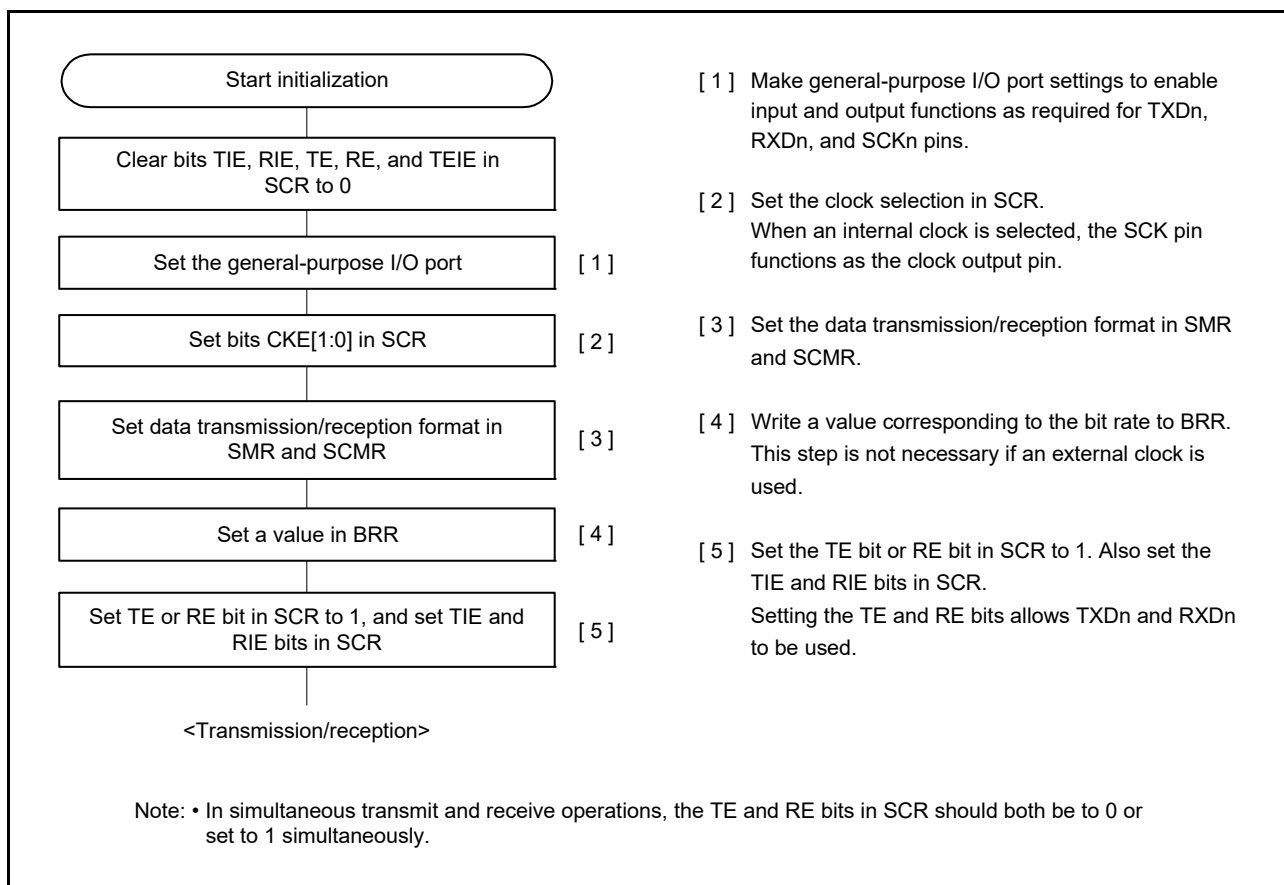 Start initialization
Clear bits TIE, RIE, TE, RE, and TEIE in
SCR to 0
Set the general-purpose I/O port
[ 1 ]
Set bits CKE[1:0] in SCR
[ 2 ]
Set data transmission/reception format in
SMR and SCMR
[ 3 ]
Set a value in BRR
[ 4 ]
Set TE or RE bit in SCR to 1, and set TIE and
RIE bits in SCR
[ 5 ]
<Transmission/reception>
[ 1 ] Make general-purpose I/O port settings to enable
input and output functions as required for TXDn,
RXDn, and SCKn pins.
[ 2 ] Set the clock selection in SCR.
When an internal clock is selected, the SCK pin
functions as the clock output pin.
[ 3 ] Set the data transmission/reception format in SMR
and SCMR.
[ 4 ] Write a value corresponding to the bit rate to BRR.
This step is not necessary if an external clock is
used.
[ 5 ] Set the TE bit or RE bit in SCR to 1. Also set the
TIE and RIE bits in SCR.
Setting the TE and RE bits allows TXDn and RXDn
to be used.
Note: • In simultaneous transmit and receive operations, the TE and RE bits in SCR should both be to 0 or
set to 1 simultaneously.